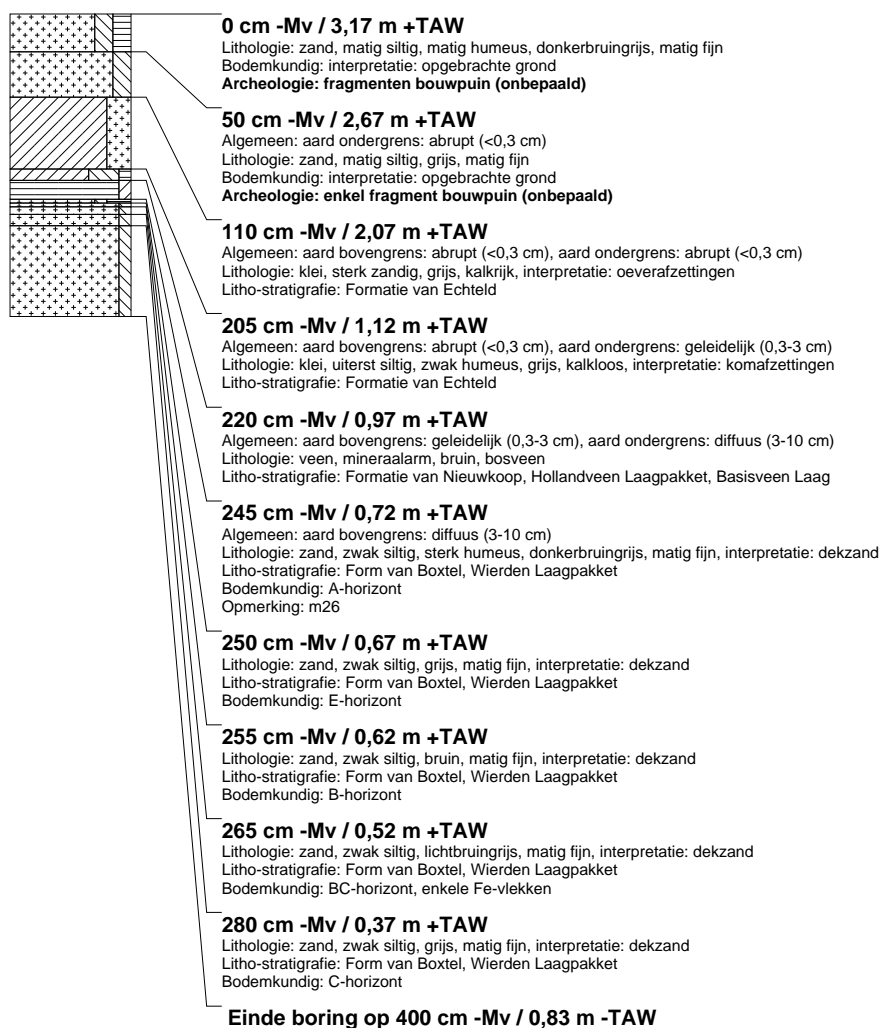 0 cm -Mv / 3,17 m +TAW
Lithologie: zand, matig siltig, matig humeus, donkerbruingrijs, matig fijn
Bodemkundig: interpretatie: opgebrachte grond
Archeologie: fragmenten bouwpuin (onbepaald)
50 cm -Mv / 2,67 m +TAW
Algemeen: aard ondergrens: abrupt (<0,3 cm)
Lithologie: zand, matig siltig, grijs, matig fijn
Bodemkundig: interpretatie: opgebrachte grond
Archeologie: enkel fragment bouwpuin (onbepaald)
110 cm -Mv / 2,07 m +TAW
Algemeen: aard bovengrens: abrupt (<0,3 cm), aard ondergrens: abrupt (<0,3 cm)
Lithologie: klei, sterk zandig, grijs, kalkrijk, interpretatie: oeverafzettingen
Litho-stratigrafie: Formatie van Echteld
205 cm -Mv / 1,12 m +TAW
Algemeen: aard bovengrens: abrupt (<0,3 cm), aard ondergrens: geleidelijk (0,3-3 cm)
Lithologie: klei, uiterst siltig, zwak humeus, grijs, kalkloos, interpretatie: komafzettingen
Litho-stratigrafie: Formatie van Echteld
220 cm -Mv / 0,97 m +TAW
Algemeen: aard bovengrens: geleidelijk (0,3-3 cm), aard ondergrens: diffuus (3-10 cm)
Lithologie: veen, mineraalarm, bruin, bosveen
Litho-stratigrafie: Formatie van Nieuwkoop, Hollandveen Laagpakket, Basisveen Laag
245 cm -Mv / 0,72 m +TAW
Algemeen: aard bovengrens: diffuus (3-10 cm)
Lithologie: zand, zwak siltig, sterk humeus, donkerbruingrijs, matig fijn, interpretatie: dekzand
Litho-stratigrafie: Form van Boxtel, Wierden Laagpakket
Bodemkundig: A-horizont
Opmerking: m26
250 cm -Mv / 0,67 m +TAW
Lithologie: zand, zwak siltig, grijs, matig fijn, interpretatie: dekzand
Litho-stratigrafie: Form van Boxtel, Wierden Laagpakket
Bodemkundig: E-horizont
255 cm -Mv / 0,62 m +TAW
Lithologie: zand, zwak siltig, bruin, matig fijn, interpretatie: dekzand
Litho-stratigrafie: Form van Boxtel, Wierden Laagpakket
Bodemkundig: B-horizont
265 cm -Mv / 0,52 m +TAW
Lithologie: zand, zwak siltig, lichtbruingrijs, matig fijn, interpretatie: dekzand
Litho-stratigrafie: Form van Boxtel, Wierden Laagpakket
Bodemkundig: BC-horizont, enkele Fe-vlekken
280 cm -Mv / 0,37 m +TAW
Lithologie: zand, zwak siltig, grijs, matig fijn, interpretatie: dekzand
Litho-stratigrafie: Form van Boxtel, Wierden Laagpakket
Bodemkundig: C-horizont
Einde boring op 400 cm -Mv / 0,83 m -TAW